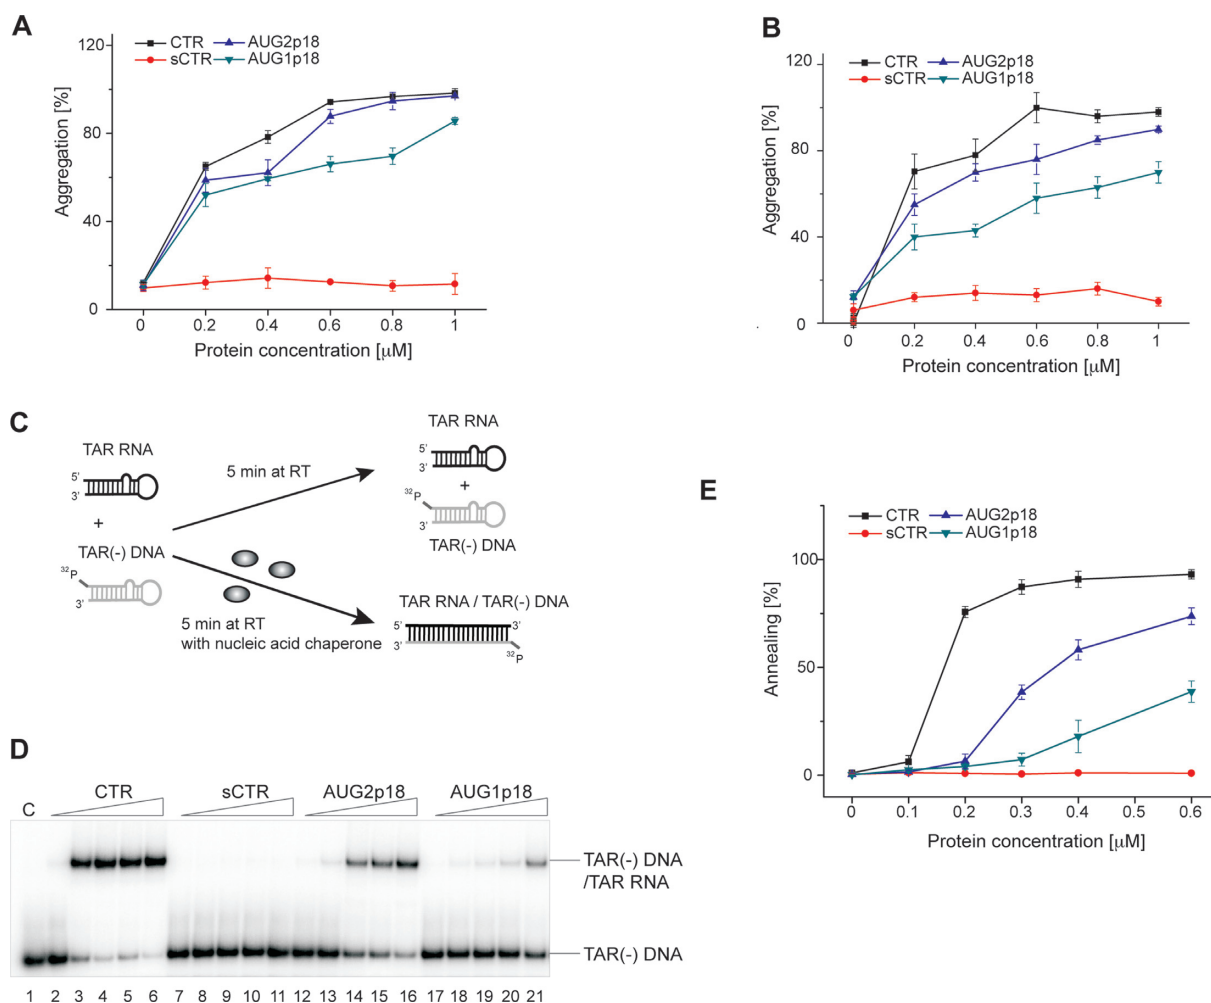 A
CTR
AUG2p18
sCTR
AUG1p18
120
80
40
0
Aggregation [%]
0
0.2
0.4
0.6
0.8
1
Protein concentration [μM]
B
CTR
AUG2p18
sCTR
AUG1p18
120
80
40
0
Aggregation [%]
0
0.2
0.4
0.6
0.8
1
Protein concentration [μM]
C
TAR RNA
5'
3'
+
TAR(-) DNA
32P
3'
5 min at RT
5 min at RT
with nucleic acid chaperone
TAR RNA
5'
3'
+
32P
3'
TAR(-) DNA
TAR RNA / TAR(-) DNA
5'
3'
3'
32P
D
C
CTR
sCTR
AUG2p18
AUG1p18
TAR(-) DNA
/TAR RNA
TAR(-) DNA
1 2 3 4 5 6 7 8 9 10 11 12 13 14 15 16 17 18 19 20 21
E
CTR
AUG2p18
sCTR
AUG1p18
100
50
0
Annealing [%]
0
0.1
0.2
0.3
0.4
0.5
0.6
Protein concentration [μM]